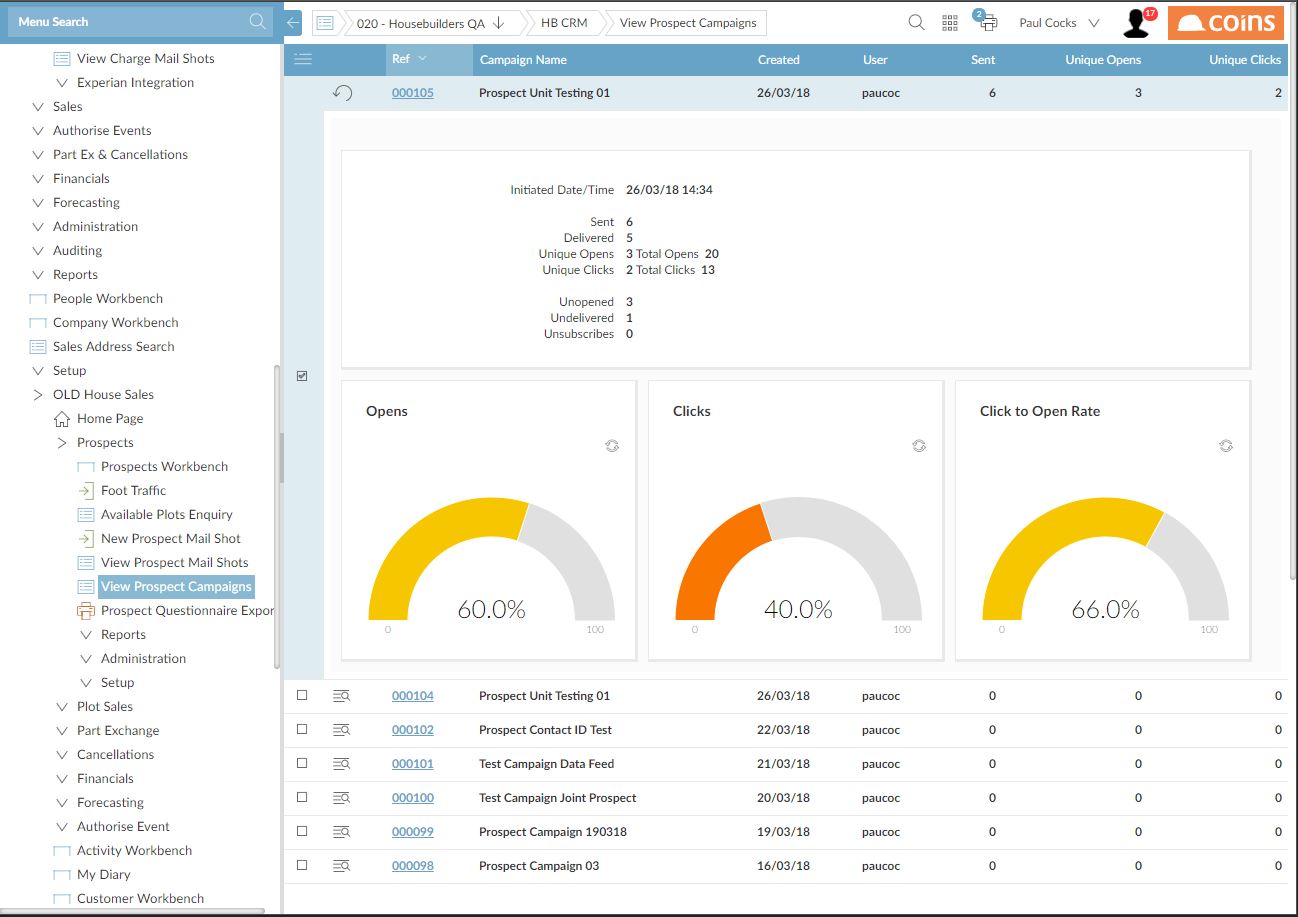 Menu Search
020 - Housebuilders QA
HB CRM
View Prospect Campaigns
2
Paul Cocks
17
coins
View Charge Mail Shots
Experian Integration
Sales
Authorise Events
Part Ex & Cancellations
Financials
Forecasting
Administration
Auditing
Reports
People Workbench
Company Workbench
Sales Address Search
Setup
OLD House Sales
Home Page
Prospects
Prospects Workbench
Foot Traffic
Available Plots Enquiry
New Prospect Mail Shot
View Prospect Mail Shots
View Prospect Campaigns
Prospect Questionnaire Expor
Reports
Administration
Setup
Plot Sales
Part Exchange
Cancellations
Financials
Forecasting
Authorise Event
Activity Workbench
My Diary
Customer Workbench
Ref Campaign Name Created User Sent Unique Opens Unique Clicks
000105 Prospect Unit Testing 01 26/03/18 paucoc 6 3 2
Initiated Date/Time 26/03/18 14:34
Sent 6
Delivered 5
Unique Opens 3 Total Opens 20
Unique Clicks 2 Total Clicks 13
Unopened 3
Undelivered 1
Unsubscribes 0
Opens
60.0%
0 100
Clicks
40.0%
0 100
Click to Open Rate
66.0%
0 100
000104 Prospect Unit Testing 01 26/03/18 paucoc 0 0 0
000102 Prospect Contact ID Test 22/03/18 paucoc 0 0 0
000101 Test Campaign Data Feed 21/03/18 paucoc 0 0 0
000100 Test Campaign Joint Prospect 20/03/18 paucoc 0 0 0
000099 Prospect Campaign 190318 19/03/18 paucoc 0 0 0
000098 Prospect Campaign 03 16/03/18 paucoc 0 0 0